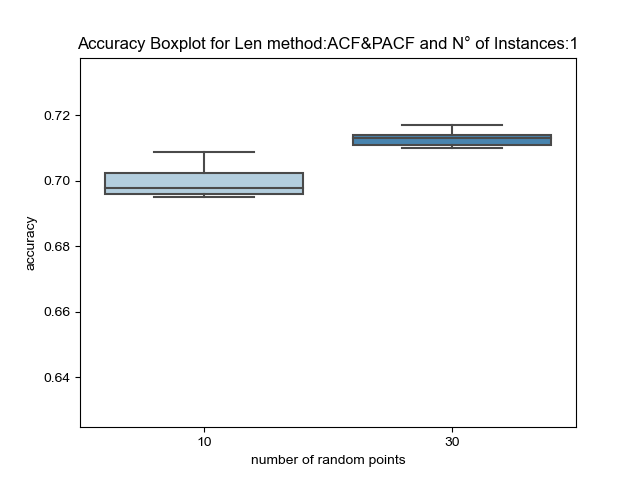 Accuracy Boxplot for Len method:ACF&PACF and N° of Instances:1
accuracy
0.72
0.70
0.68
0.66
0.64
10
30
number of random points